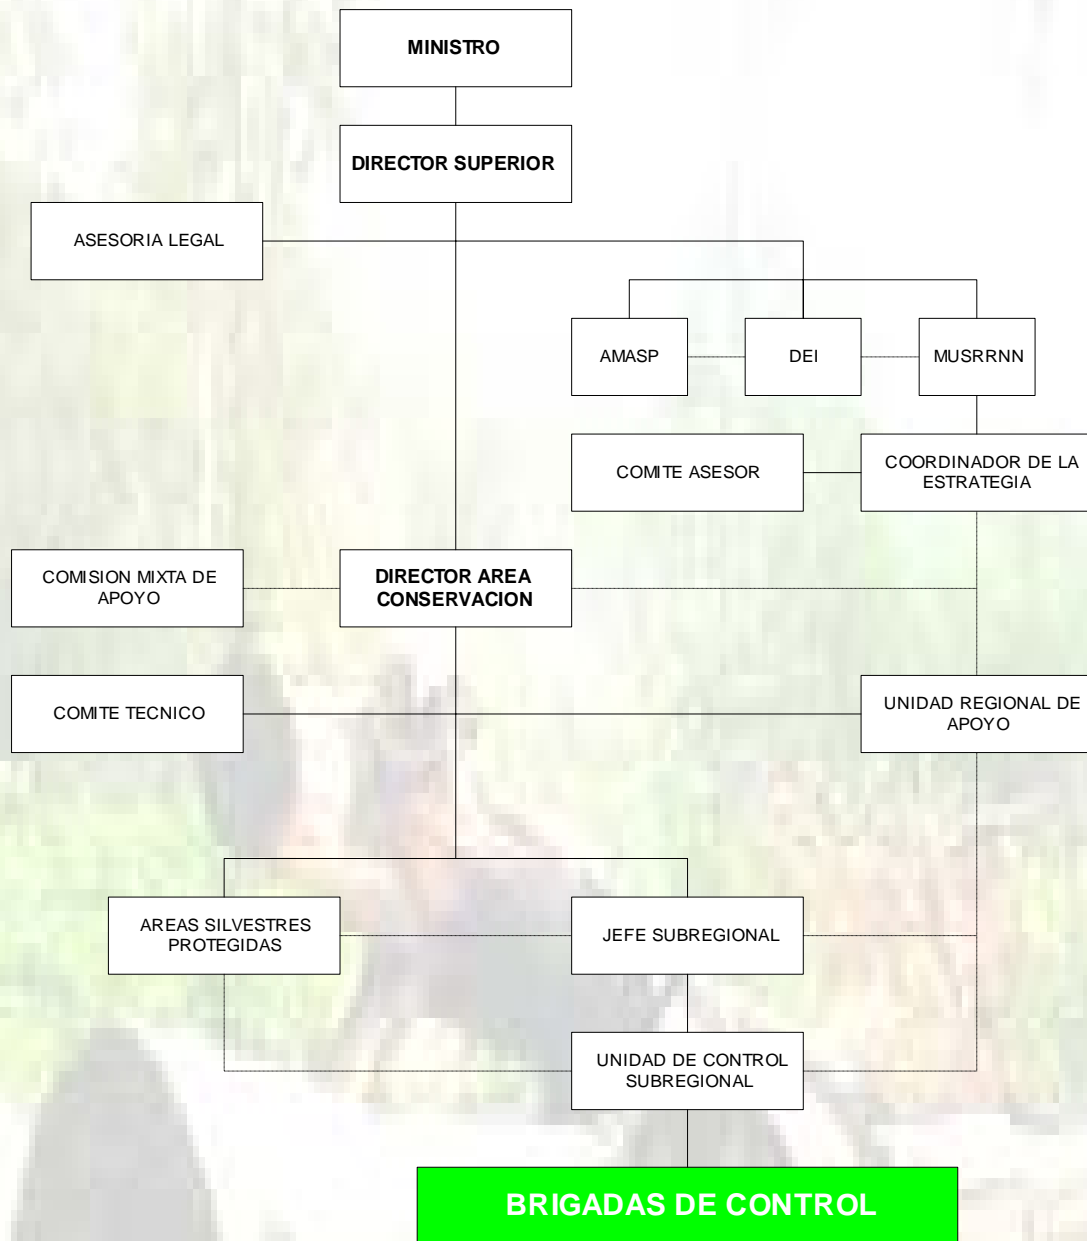 MINISTRO
DIRECTOR SUPERIOR
ASESORIA LEGAL
AMASP
DEI
MUSRRNN
COMITE ASESOR
COORDINADOR DE LA
ESTRATEGIA
COMISION MIXTA DE
APOYO
DIRECTOR AREA
CONSERVACION
COMITE TECNICO
UNIDAD REGIONAL DE
APOYO
AREAS SILVESTRES
PROTEGIDAS
JEFE SUBREGIONAL
UNIDAD DE CONTROL
SUBREGIONAL
BRIGADAS DE CONTROL